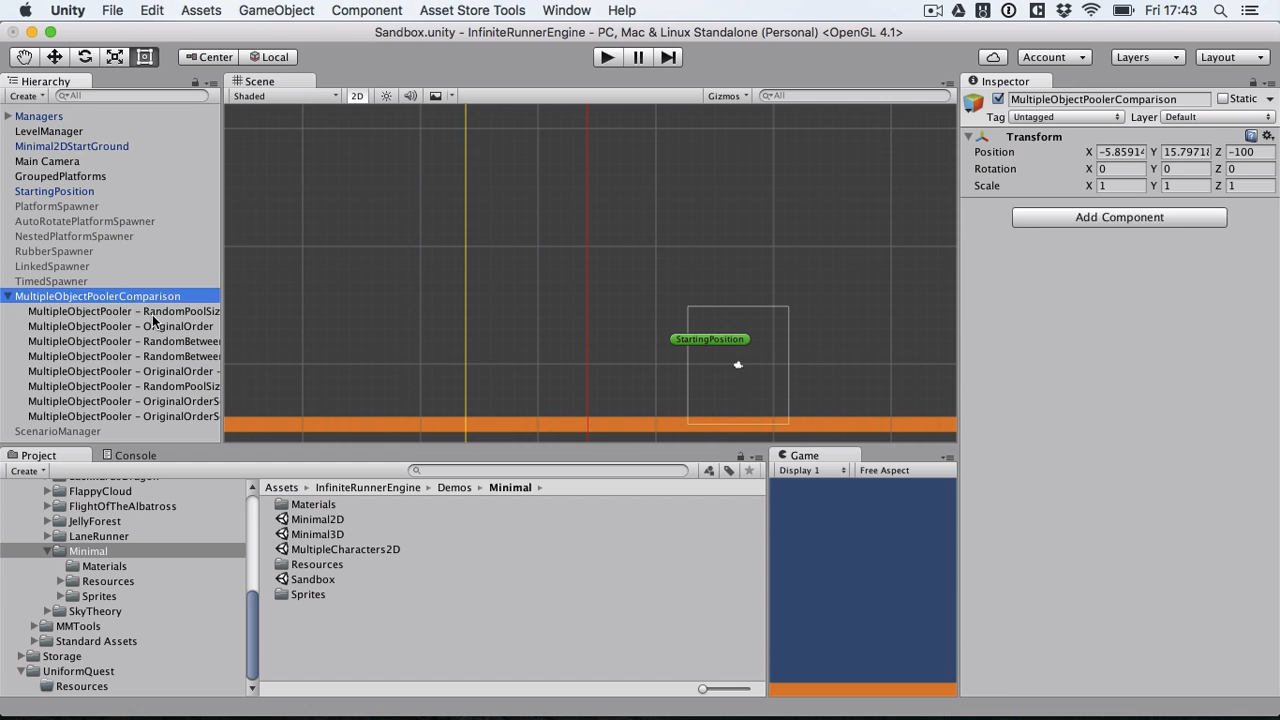 Unity File Edit Assets GameObject Component Asset Store Tools Window Help Fri 17:43
Sandbox.unity - InfiniteRunnerEngine - PC, Mac & Linux Standalone (Personal) <OpenGL 4.1>
Center Local Account Layers Layout
Hierarchy Scene Inspector
Create All Shaded 2D Gizmos All
MultipleObjectPoolerComparison Static
Tag Untagged Layer Default
Managers
LevelManager
Minimal2DStartGround
Main Camera
GroupedPlatforms
StartingPosition
PlatformSpawner
AutoRotatePlatformSpawner
NestedPlatformSpawner
RubberSpawner
LinkedSpawner
TimedSpawner
MultipleObjectPoolerComparison
MultipleObjectPooler – RandomPoolSiz
MultipleObjectPooler – OriginalOrder
MultipleObjectPooler – RandomBetwee
MultipleObjectPooler – RandomBetwee
MultipleObjectPooler – OriginalOrder -
MultipleObjectPooler – RandomPoolSiz
MultipleObjectPooler – OriginalOrderS
MultipleObjectPooler – OriginalOrderS
ScenarioManager
StartingPosition
Transform
Position X -5.85914 Y 15.79718 Z -100
Rotation X 0 Y 0 Z 0
Scale X 1 Y 1 Z 1
Add Component
Project Console
Create
FlappyCloud
FlightOfTheAlbatross
JellyForest
LaneRunner
Minimal
Materials
Resources
Sprites
SkyTheory
MMTools
Standard Assets
Storage
UniformQuest
Resources
Assets InfiniteRunnerEngine Demos Minimal
Materials
Minimal2D
Minimal3D
MultipleCharacters2D
Resources
Sandbox
Sprites
Game
Display 1 Free Aspect